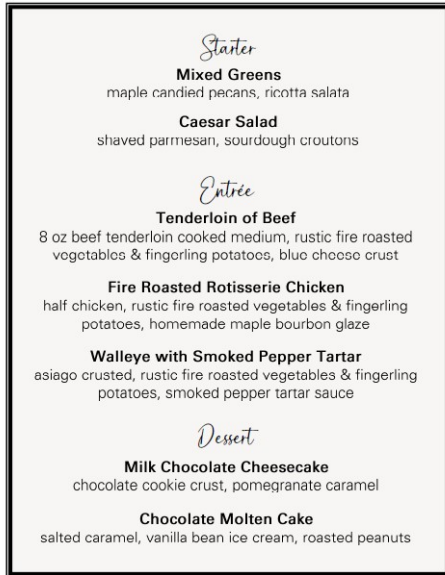 Starter
Mixed Greens
maple candied pecans, ricotta salata
Caesar Salad
shaved parmesan, sourdough croutons
Entrée
Tenderloin of Beef
8 oz beef tenderloin cooked medium, rustic fire roasted
vegetables & fingerling potatoes, blue cheese crust
Fire Roasted Rotisserie Chicken
half chicken, rustic fire roasted vegetables & fingerling
potatoes, homemade maple bourbon glaze
Walleye with Smoked Pepper Tartar
asiago crusted, rustic fire roasted vegetables & fingerling
potatoes, smoked pepper tartar sauce
Dessert
Milk Chocolate Cheesecake
chocolate cookie crust, pomegranate caramel
Chocolate Molten Cake
salted caramel, vanilla bean ice cream, roasted peanuts